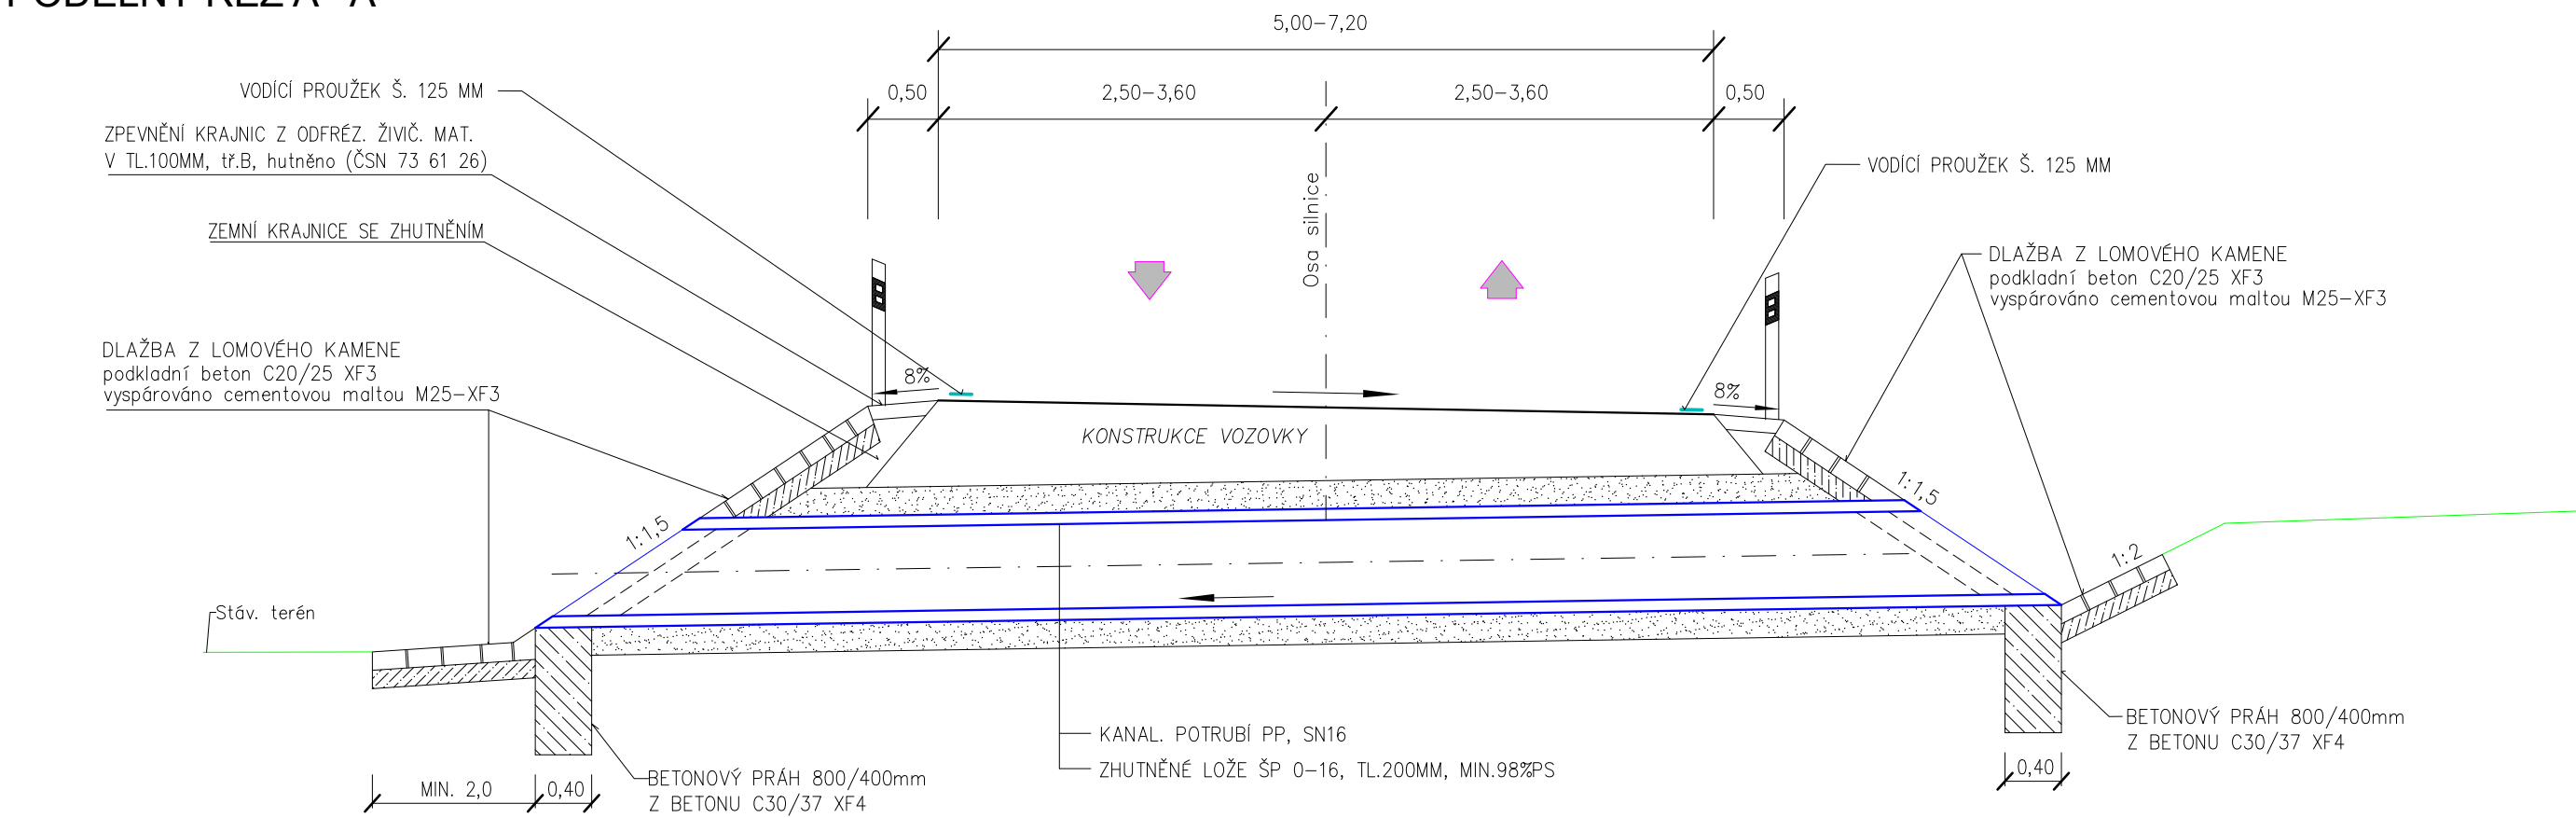 PODÉLNÝ ŘEZ A-A
5,00-7,20
0,50
2,50-3,60
2,50-3,60
0,50
VODÍCÍ PROUŽEK Š. 125 MM
ZPEVNĚNÍ KRAJNIC Z ODFRÉZ. ŽIVIČ. MAT.
V TL.100MM, tř.B, hutněno (ČSN 73 61 26)
ZEMNÍ KRAJNICE SE ZHUTNĚNÍM
DLAŽBA Z LOMOVÉHO KAMENE
podkladní beton C20/25 XF3
vyspárováno cementovou maltou M25-XF3
Osa silnice
VODÍCÍ PROUŽEK Š. 125 MM
DLAŽBA Z LOMOVÉHO KAMENE
podkladní beton C20/25 XF3
vyspárováno cementovou maltou M25-XF3
8%
8%
KONSTRUKCE VOZOVKY
1:1,5
1:1,5
1:2
Stáv. terén
KANAL. POTRUBÍ PP, SN16
ZHUTNĚNÉ LOŽE ŠP 0-16, TL.200MM, MIN.98%PS
BETONOVÝ PRÁH 800/400mm
Z BETONU C30/37 XF4
BETONOVÝ PRÁH 800/400mm
Z BETONU C30/37 XF4
MIN. 2,0
0,40
0,40